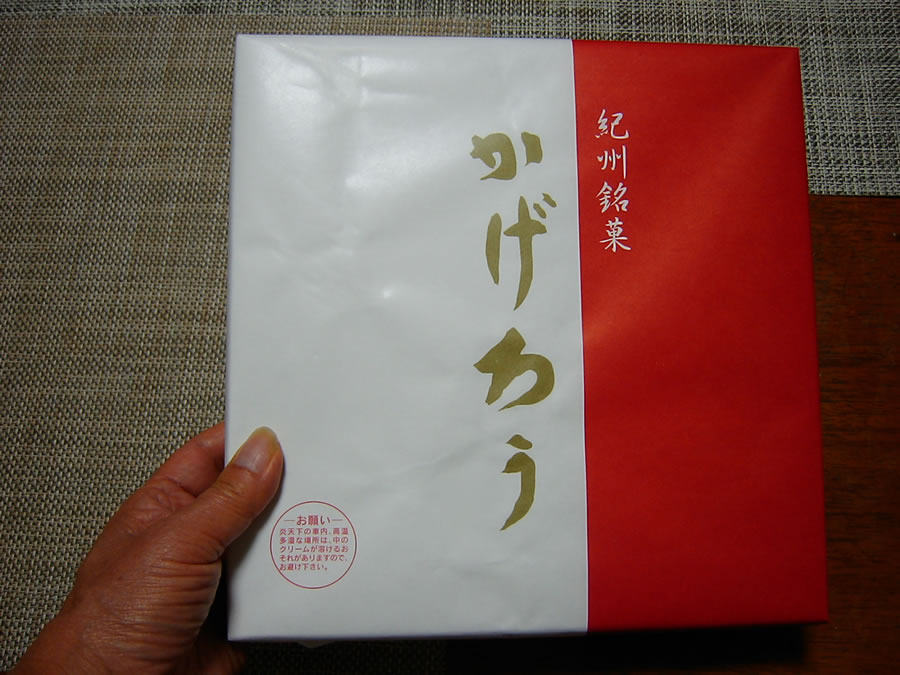 紀州銘菓
かげろう
お願い
炎天下の車内、高温
多湿な場所は、中の
クリームが溶けるお
それがありますので、
お避け下さい。